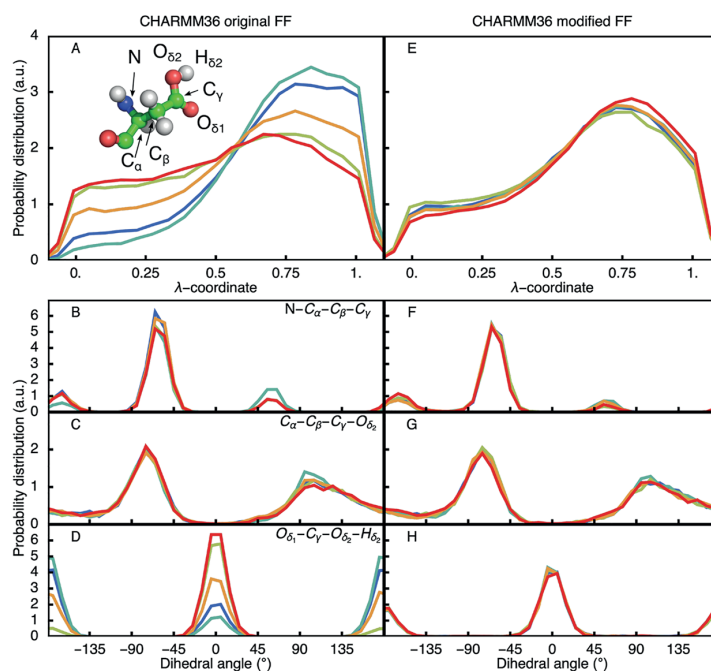 CHARMM36 original FF
CHARMM36 modified FF
Probability distribution (a.u.)
4
3
2
1
0
A
N
Oδ2
Hδ2
Cγ
Oδ1
Cα
Cβ
E
0.
0.25
0.5
0.75
1.
λ−coordinate
0.
0.25
0.5
0.75
1.
λ−coordinate
Probability distribution (a.u.)
6
5
4
3
2
1
0
B
N−Cα−Cβ−Cγ
F
2
1
0
C
Cα−Cβ−Cγ−Oδ2
G
6
5
4
3
2
1
0
D
Oδ1−Cγ−Oδ2−Hδ2
H
−135
−90
−45
0
45
90
135
Dihedral angle (°)
−135
−90
−45
0
45
90
135
Dihedral angle (°)